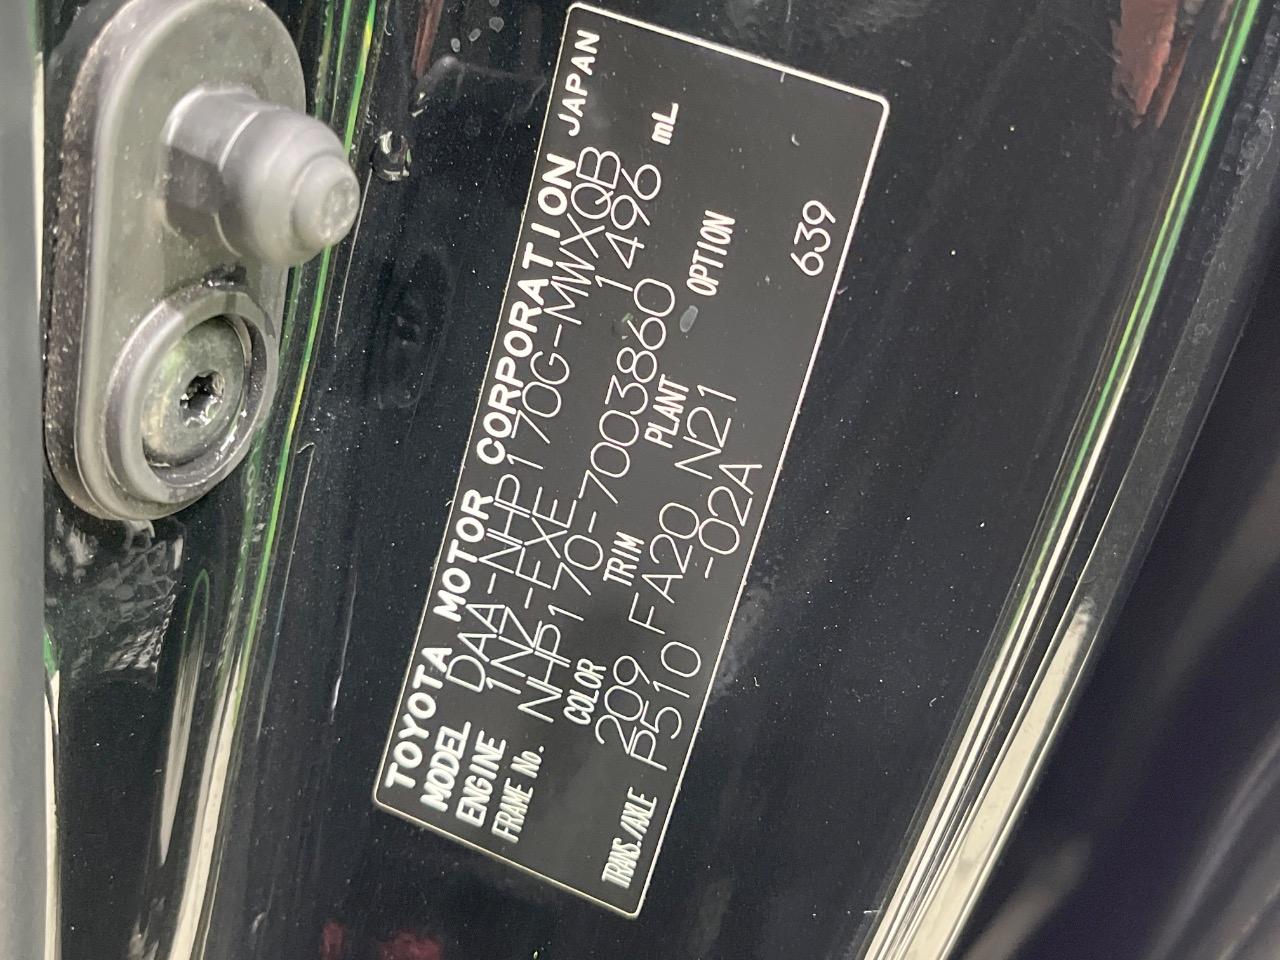 TOYOTA MOTOR CORPORATION JAPAN
MODEL DAA-NHP170G-MWXQB
ENGINE 1NZ-FXE 1496 mL
FRAME No. NHP170-7003860
COLOR TRIM PLANT OPTION
209 FA20 N21
TRANS./AXLE P510 -02A 639